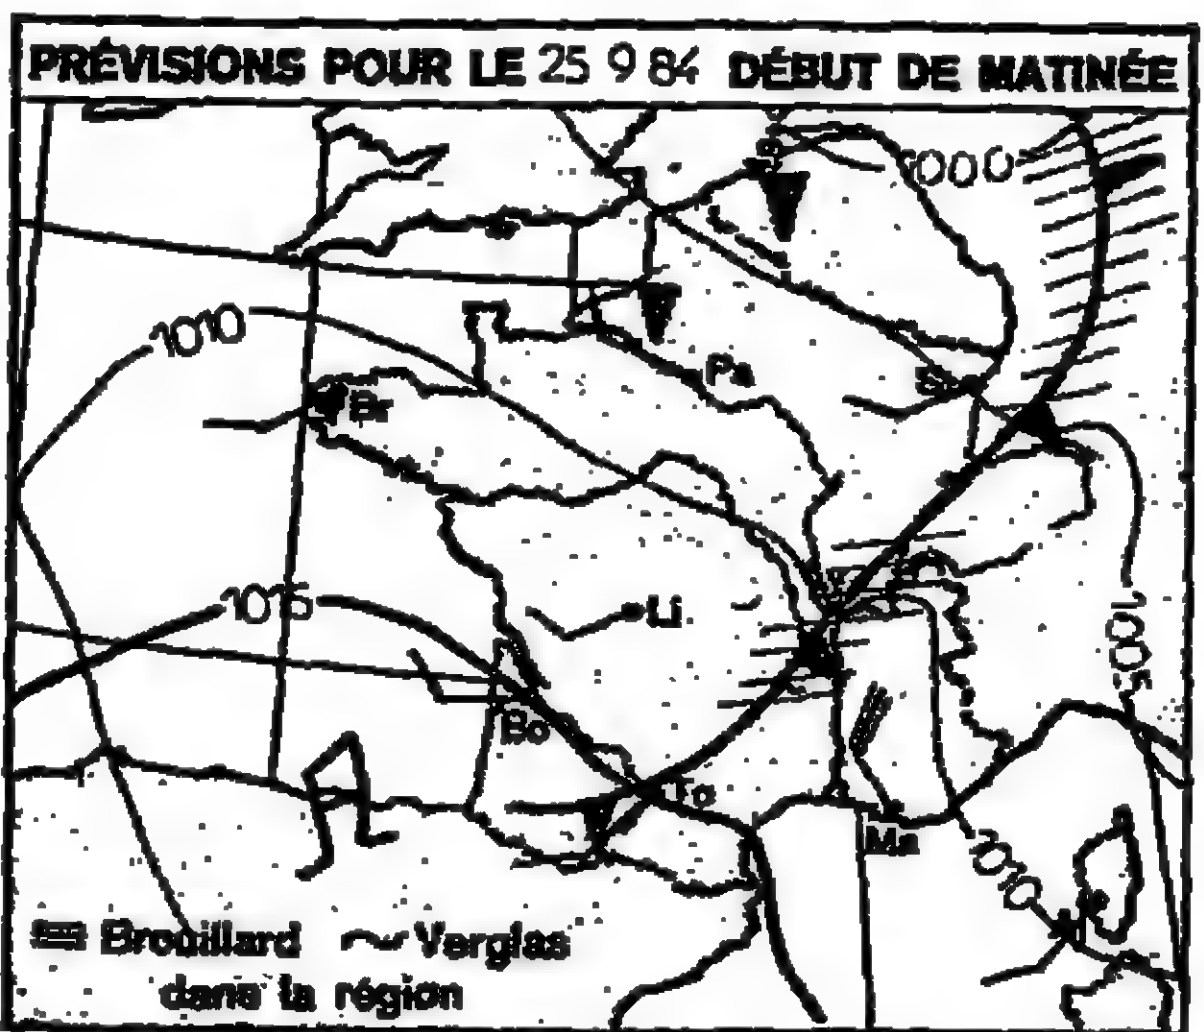 PRÉVISIONS POUR LE 25 9 84 DÉBUT DE MATINÉE
1000
1010
Pa
Br
1015
Li
1005
Bo
To
Ma
1010
Brouillard Verglas
dans la région